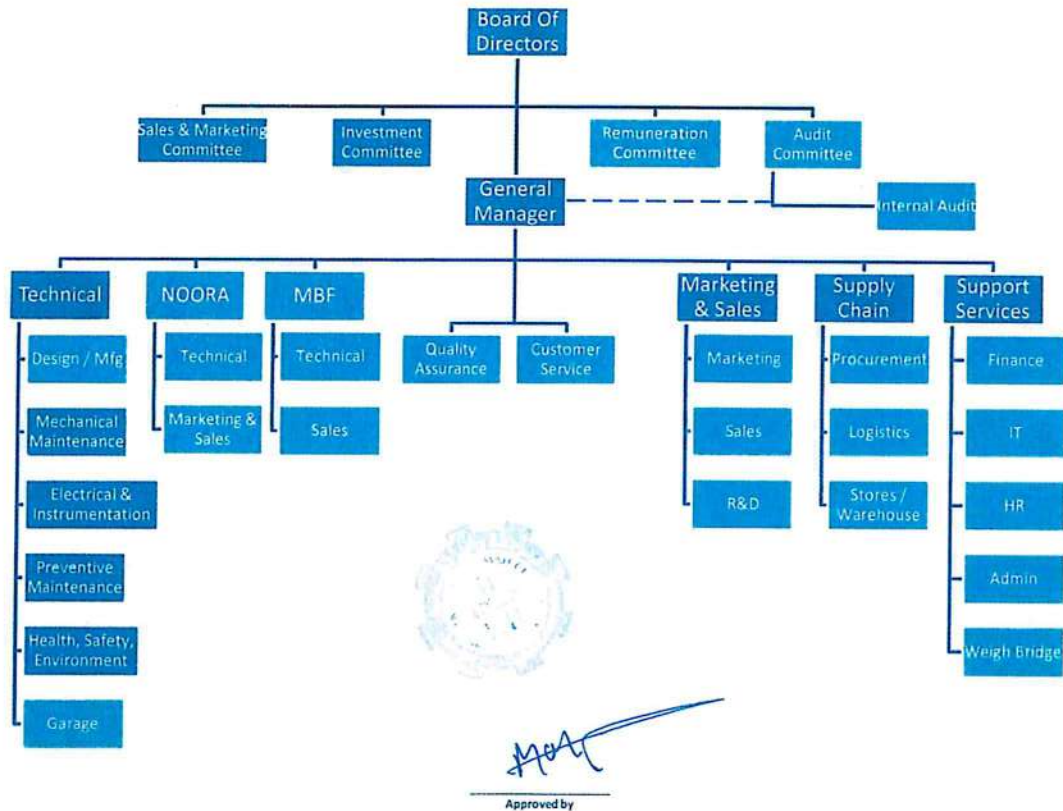 Board Of
Directors
Sales & Marketing
Committee
Investment
Committee
Remuneration
Committee
Audit
Committee
General
Manager
Internal Audit
Technical
NOORA
MBF
Marketing
& Sales
Supply
Chain
Support
Services
Design / Mfg
Technical
Technical
Quality
Assurance
Customer
Service
Marketing
Procurement
Finance
Mechanical
Maintenance
Marketing &
Sales
Sales
Sales
Logistics
IT
Electrical &
Instrumentation
R&D
Stores /
Warehouse
HR
Preventive
Maintenance
Admin
Health, Safety,
Environment
Weigh Bridge
Garage
Approved by